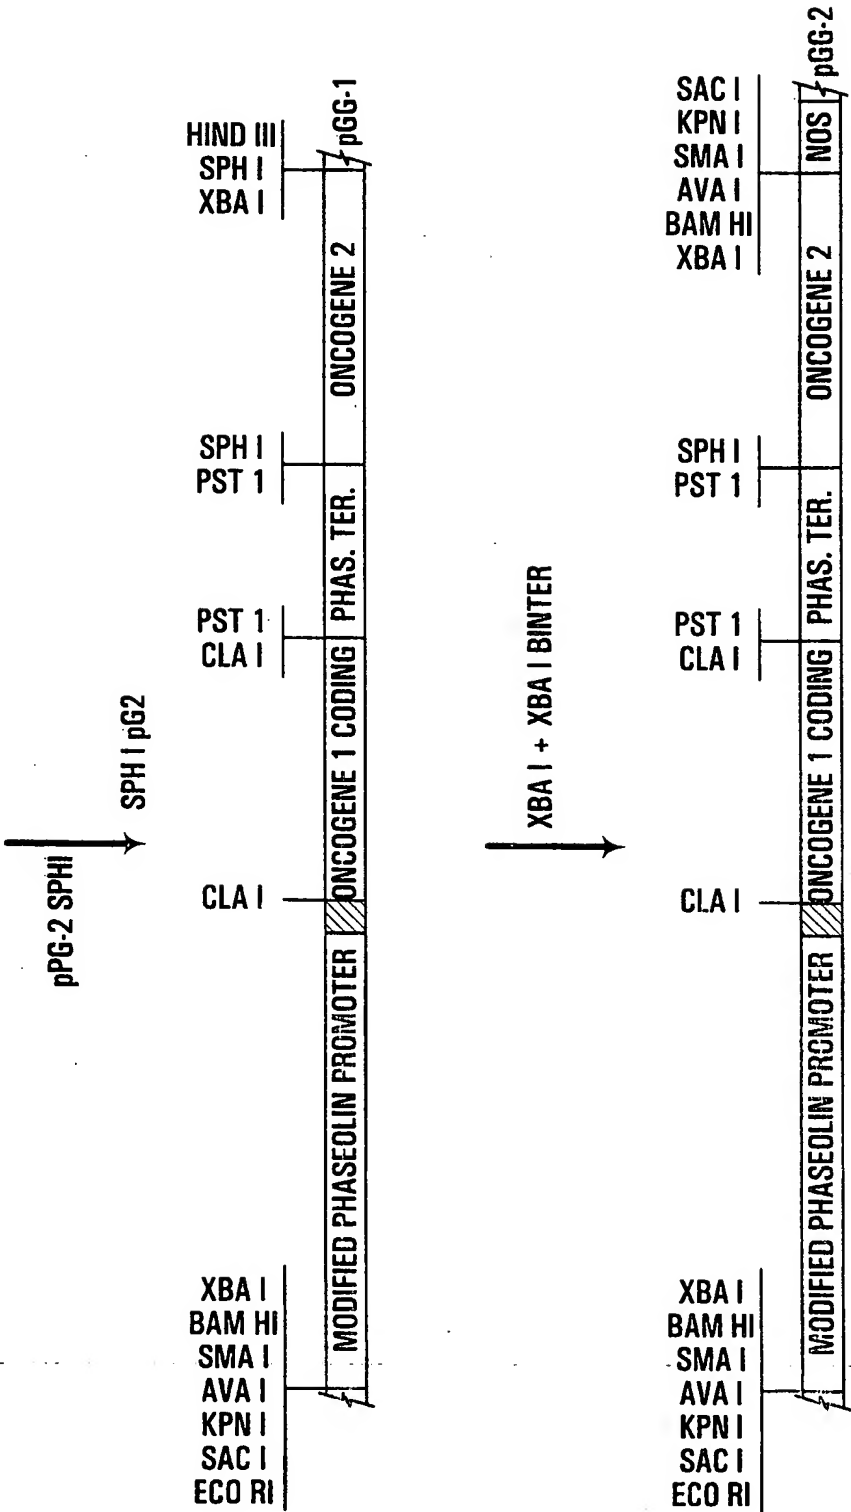 pPG-2 SPHI
SPH I pG2
HIND III
SPH I
XBA I
SPH I
PST 1
PST 1
CLA I
CLA I
XBA I
BAM HI
SMA I
AVA I
KPN I
SAC I
ECO RI
MODIFIED PHASEOLIN PROMOTER
ONCOGENE 1 CODING
PHAS. TER.
ONCOGENE 2
pGG-1
XBA I + XBA I BINTER
SAC I
KPN I
SMA I
AVA I
BAM HI
XBA I
SPH I
PST 1
PST 1
CLA I
CLA I
XBA I
BAM HI
SMA I
AVA I
KPN I
SAC I
ECO RI
MODIFIED PHASEOLIN PROMOTER
ONCOGENE 1 CODING
PHAS. TER.
ONCOGENE 2
NOS
pGG-2